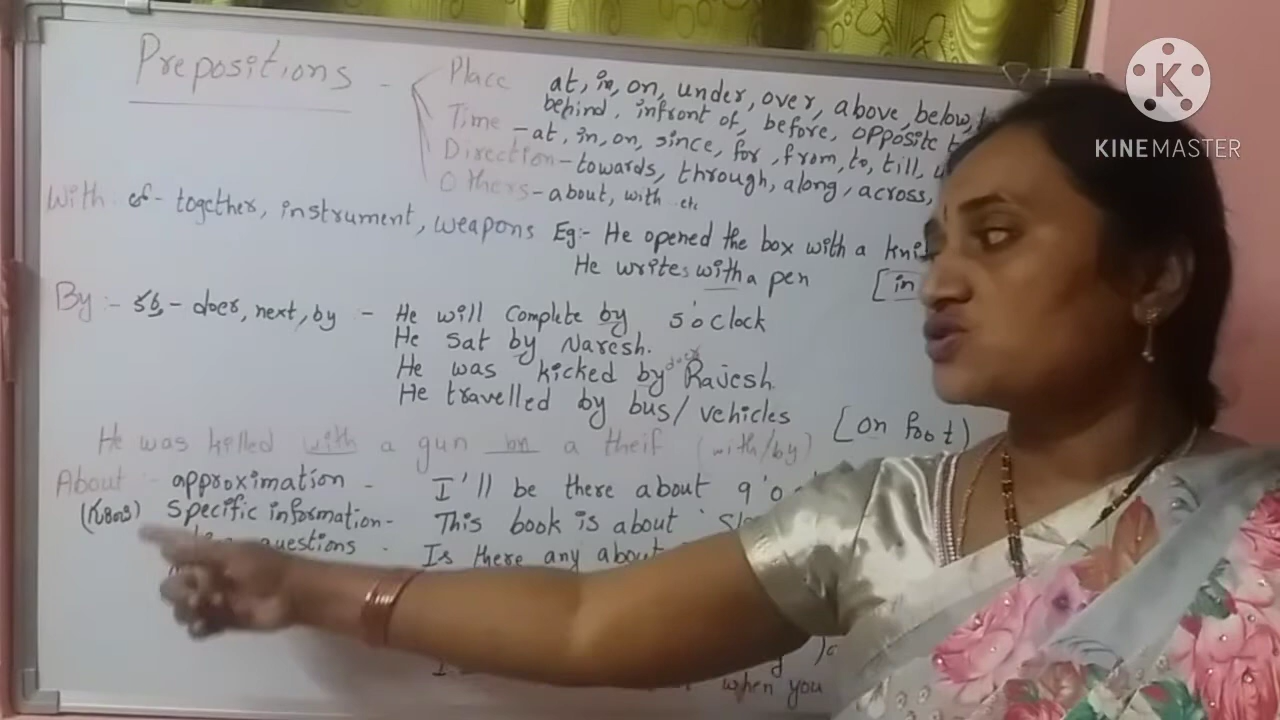 Prepositions - Place at, in, on, under, over, above, below,
behind, infront of, before, opposite
Time - at, in, on, since, for, from, to, till,
Direction - towards, through, along, across,
Others - about, with etc
With - together, instrument, weapons Eg:- He opened the box with a
He writes with a pen [in
By :- - doer, next, by :- He will complete by 5 o'clock
He sat by Naresh.
He was kicked by Rajesh.
He travelled by bus/vehicles [on foot)
He was killed with a gun on a theif (with/by)
About :- approximation - I'll be there about 9'o
specific information - This book is about
questions - Is there any about
when you
K
KINEMASTER